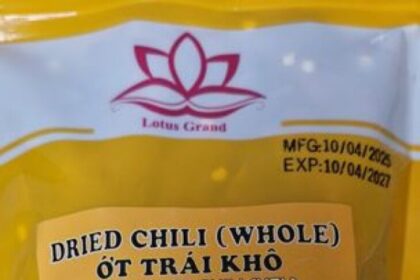 Lotus Grand
MFG:10/04/2025
EXP:10/04/2027
DRIED CHILI (WHOLE)
ỚT TRÁI KHÔ